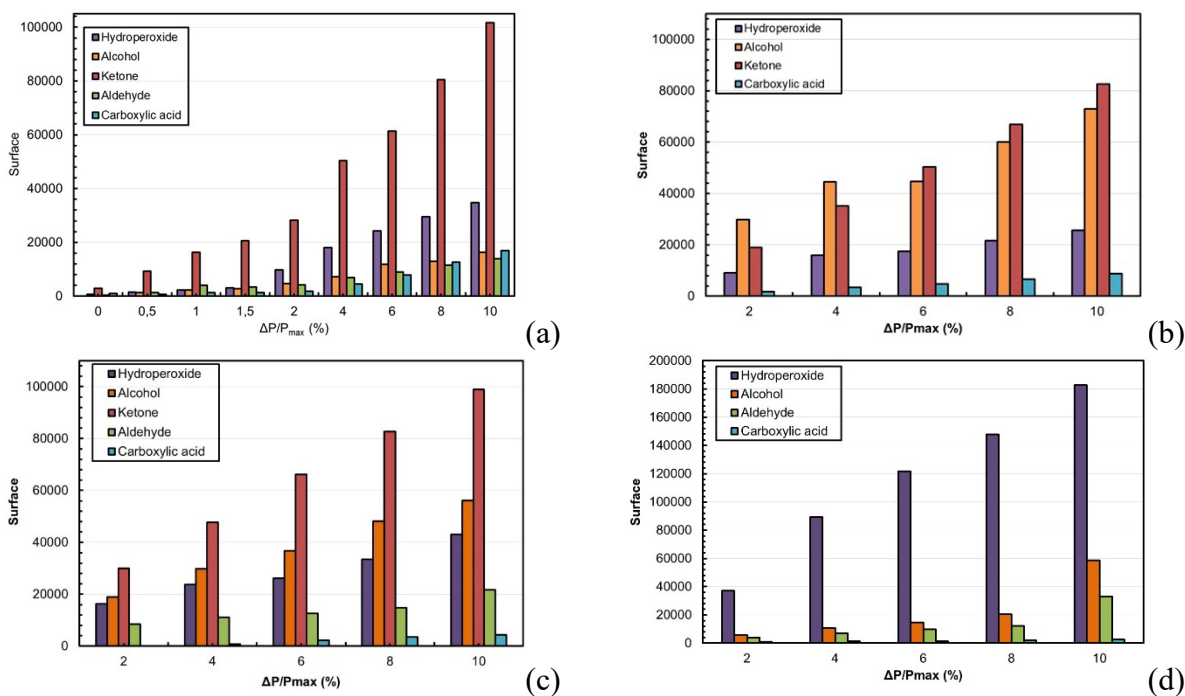 100000
80000
60000
40000
20000
0
Surface
Hydroperoxide
Alcohol
Ketone
Aldehyde
Carboxylic acid
0 0,5 1 1,5 2 4 6 8 10
ΔP/Pmax (%)
(a)
100000
80000
60000
40000
20000
0
Surface
Hydroperoxide
Alcohol
Ketone
Carboxylic acid
2 4 6 8 10
ΔP/Pmax (%)
(b)
100000
80000
60000
40000
20000
0
Surface
Hydroperoxide
Alcohol
Ketone
Aldehyde
Carboxylic acid
2 4 6 8 10
ΔP/Pmax (%)
(c)
200000
180000
160000
140000
120000
100000
80000
60000
40000
20000
0
Surface
Hydroperoxide
Alcohol
Aldehyde
Carboxylic acid
2 4 6 8 10
ΔP/Pmax (%)
(d)